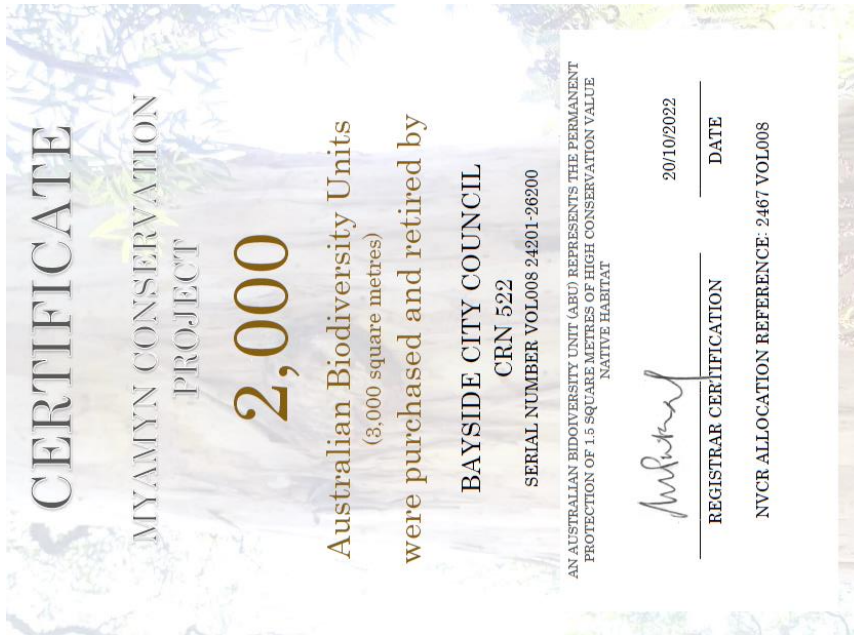 CERTIFICATE
MYAMYN CONSERVATION
PROJECT
2,000
Australian Biodiversity Units
(3,000 square metres)
were purchased and retired by
BAYSIDE CITY COUNCIL
CRN 522
SERIAL NUMBER VOL008 24201-26200
AN AUSTRALIAN BIDOIVERSITY UNIT (ABU) REPRESENTS THE PERMANENT
PROTECTION OF 1.5 SQUARE METRES OF HIGH CONSERVATION VALUE
NATIVE HABITAT
20/10/2022
REGISTRAR CERTIFICATION DATE
NVCR ALLOCATION REFERENCE: 2467 VOL008